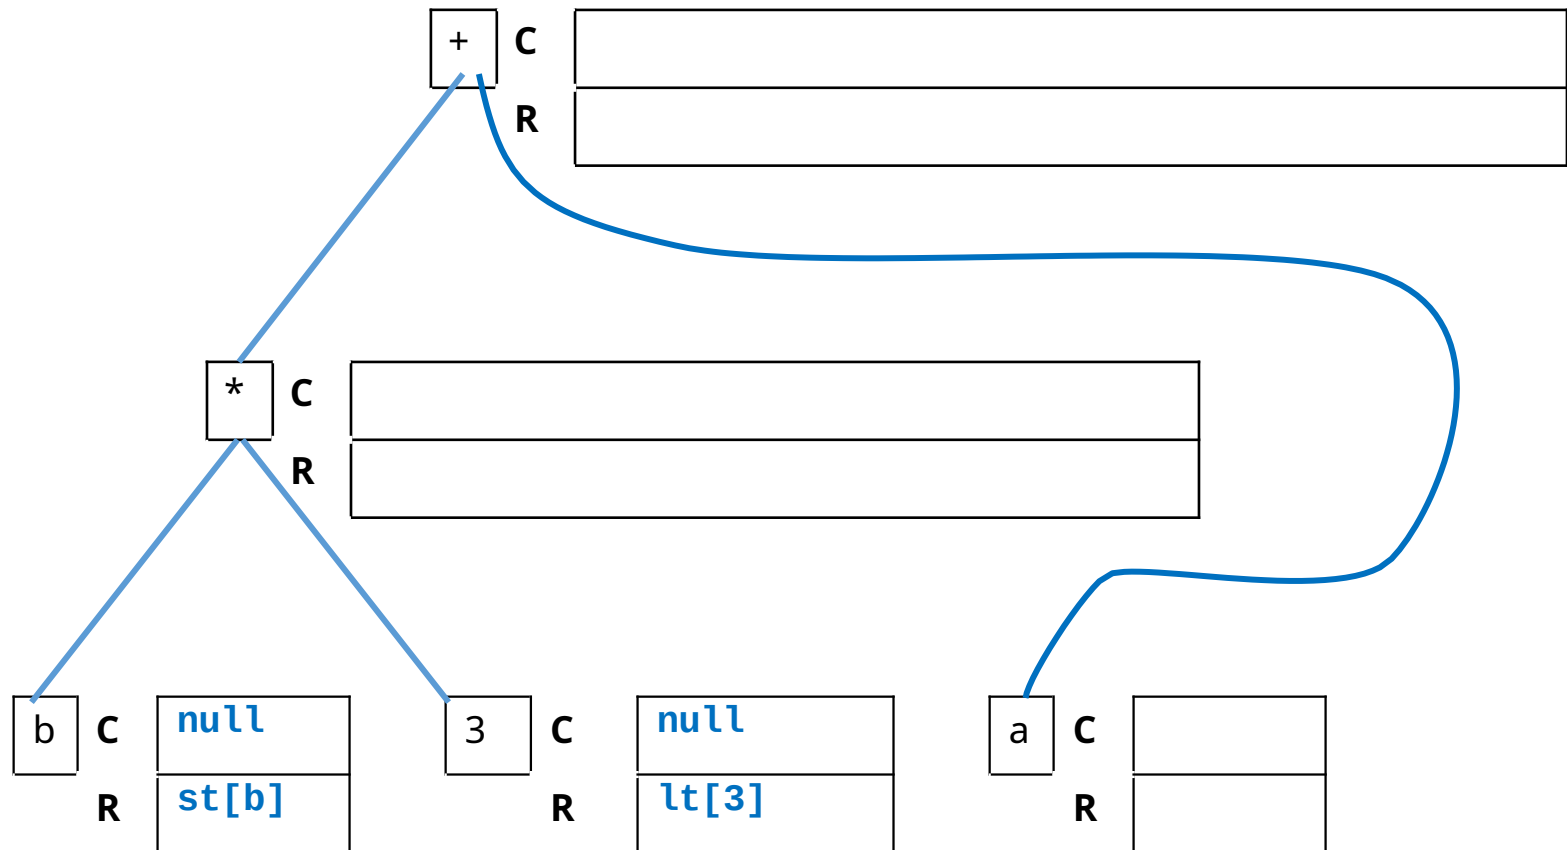 + C
R
* C
R
b C null 3 C null a C
R st[b] R lt[3] R